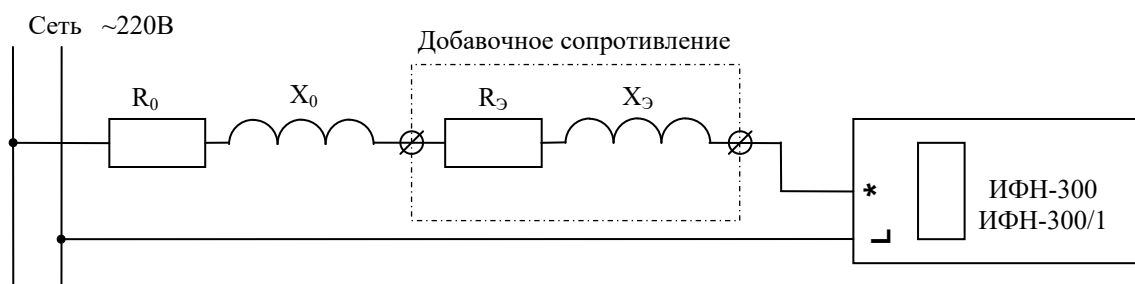 Сеть ~220В
Добавочное сопротивление
R₀
X₀
RЭ
XЭ
*
ИФН-300
ИФН-300/1